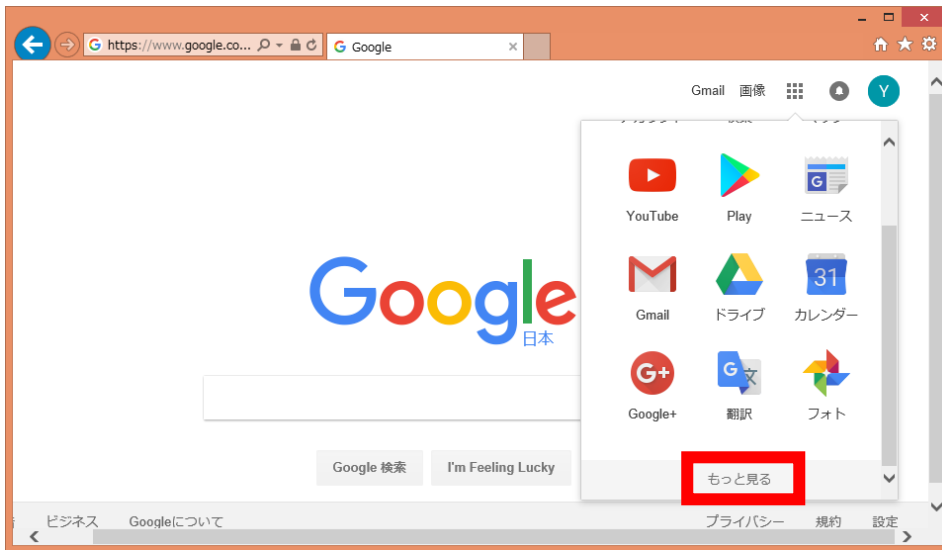 https://www.google.co...
Google
Gmail 画像
Y
YouTube Play ニュース
G
31
Gmail ドライブ カレンダー
Google
日本
G+
G 文
Google+ 翻訳 フォト
Google 検索 I'm Feeling Lucky
もっと見る
ビジネス Googleについて プライバシー 規約 設定